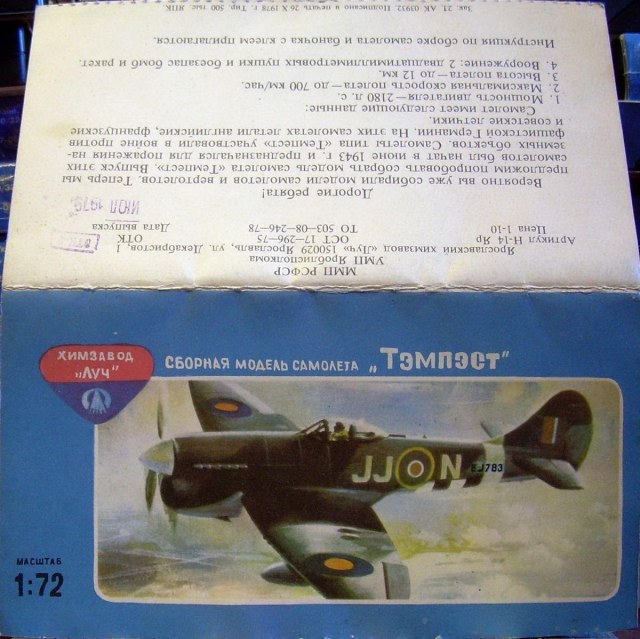 ХИМЗАВОД
„Луч"
СБОРНАЯ МОДЕЛЬ САМОЛЕТА „Тэмпэст"
JJ N
EJ783
МАСШТАБ
1:72
ММП РСФСР
УМП Яроблисполкома
Ярославский химзавод «Луч» 150029 Ярославль, ул. Декабристов, 1
Артикул Н-14 Яр ОСТ 17—296—75 ОТК
Цена 1-10 ТО 503—08—246—78 Дата выпуска
ОТК
ИЮЛ 1979
Дорогие ребята!
Вероятно вы уже собирали модели самолетов и вертолетов. Теперь мы
предложим попробовать собрать модель самолета «Темпест». Выпуск этих
самолетов был начат в июне 1943 г. и предназначался для поражения на-
земных объектов. Самолеты типа «Темпест» участвовали в войне против
фашистской Германии. На этих самолетах летали английские, французские
и советские летчики.
Самолет имеет следующие данные:
1. Мощность двигателя—2180 л. с.
2. Максимальная скорость полета—до 700 км/час.
3. Высота полета—до 12 км.
4. Вооружение: 2 двадцатимиллиметровых пушки и боезапас и бомб и ракет.
Инструкция по сборке самолета и баночка с клеем прилагаются.
Зак. 21. АК 03932. Подписано в печать 26 X 1978 г. Тир. 500 тыс. ЯПК